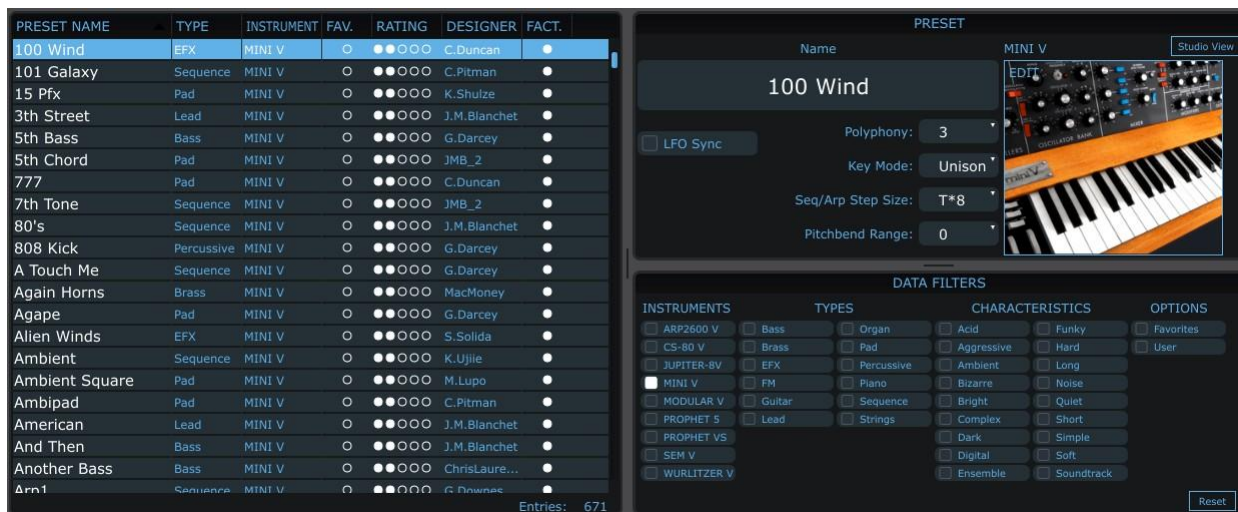 PRESET NAME TYPE INSTRUMENT FAV. RATING DESIGNER FACT.
100 Wind EFX MINI V C.Duncan
101 Galaxy Sequence MINI V C.Pitman
15 Pfx Pad MINI V K.Shulze
3th Street Lead MINI V J.M.Blanchet
5th Bass Bass MINI V G.Darcey
5th Chord Pad MINI V JMB_2
777 Pad MINI V C.Duncan
7th Tone Sequence MINI V JMB_2
80's Sequence MINI V J.M.Blanchet
808 Kick Percussive MINI V G.Darcey
A Touch Me Sequence MINI V G.Darcey
Again Horns Brass MINI V MacMoney
Agape Pad MINI V G.Darcey
Alien Winds EFX MINI V S.Solida
Ambient Sequence MINI V K.Ujiie
Ambient Square Pad MINI V M.Lupo
Ambipad Pad MINI V C.Pitman
American Lead MINI V J.M.Blanchet
And Then Bass MINI V J.M.Blanchet
Another Bass Bass MINI V ChrisLaure...
Arp1 Sequence MINI V G.Downes
Entries: 671
PRESET
Name MINI V Studio View
100 Wind
EDIT
LFO Sync
Polyphony: 3
Key Mode: Unison
Seq/Arp Step Size: T*8
Pitchbend Range: 0
OSCILLATOR BANK
MIXER
mini V
DATA FILTERS
INSTRUMENTS TYPES CHARACTERISTICS OPTIONS
ARP2600 V Bass Organ Acid Funky Favorites
CS-80 V Brass Pad Aggressive Hard User
JUPITER-8V EFX Percussive Ambient Long
MINI V FM Piano Bizarre Noise
MODULAR V Guitar Sequence Bright Quiet
PROPHET 5 Lead Strings Complex Short
PROPHET VS Dark Simple
SEM V Digital Soft
WURLITZER V Ensemble Soundtrack
Reset